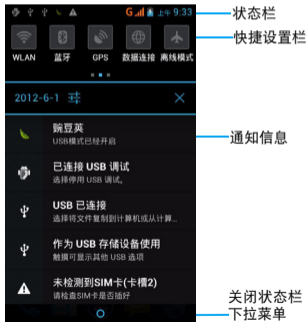 G 上午 9:33
状态栏
快捷设置栏
WLAN 蓝牙 GPS 数据连接 离线模式
2012-6-1
豌豆荚
USB模式已经开启
通知信息
已连接 USB 调试
选择停用 USB 调试。
USB 已连接
选择将文件复制到计算机或从计算...
作为 USB 存储设备使用
触摸可显示其他 USB 选项
未检测到SIM卡(卡槽2)
请检查SIM卡是否插好
关闭状态栏
下拉菜单